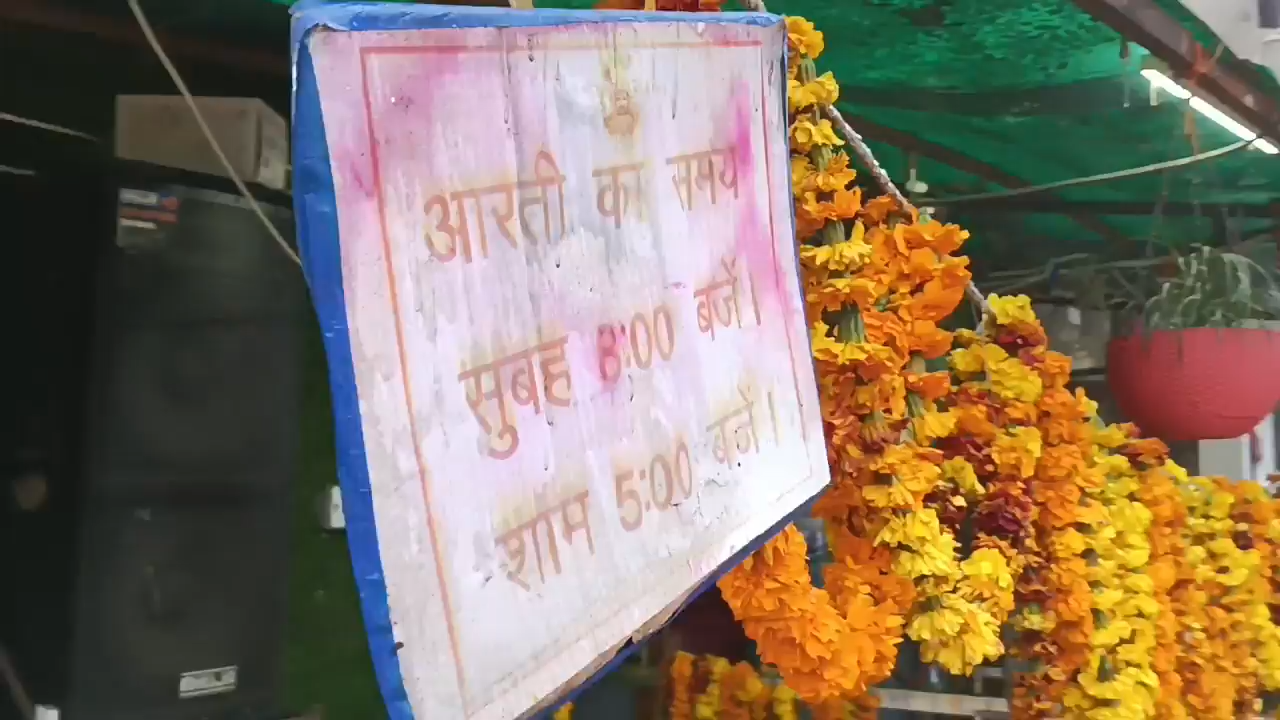 आरती का समय
सुबह 8:00 बजें।
शाम 5:00 बजें।